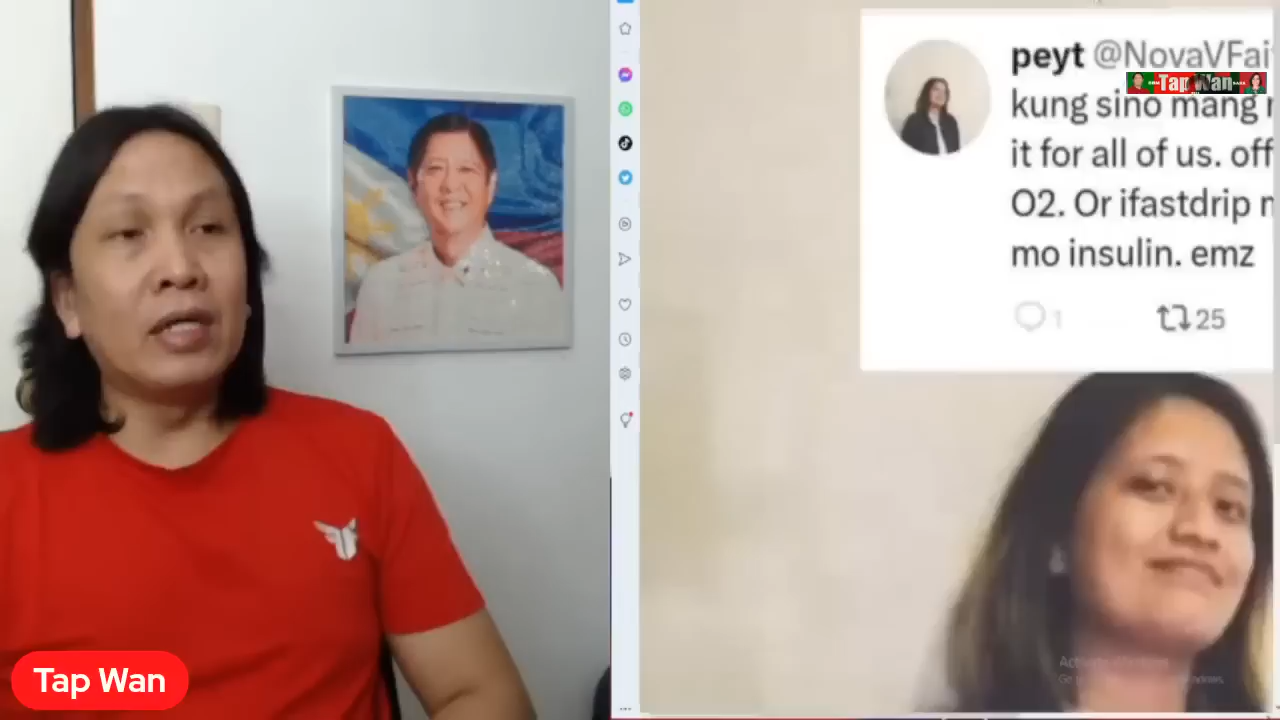 peyt @NovaVFai
Tap Wan
kung sino mang
it for all of us. off
O2. Or ifastdrip
mo insulin. emz
1
25
Tap Wan